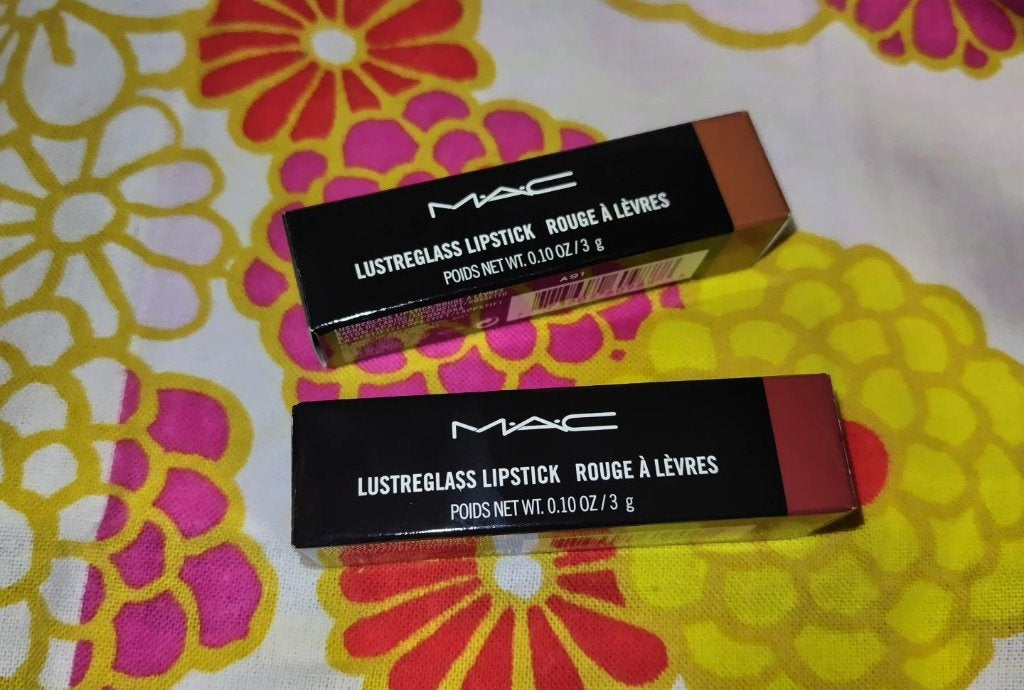 M·A·C
LUSTREGLASS LIPSTICK ROUGE À LÈVRES
POIDS NET WT. 0.10 OZ / 3 g
A91
M·A·C
LUSTREGLASS LIPSTICK ROUGE À LÈVRES
POIDS NET WT. 0.10 OZ / 3 g